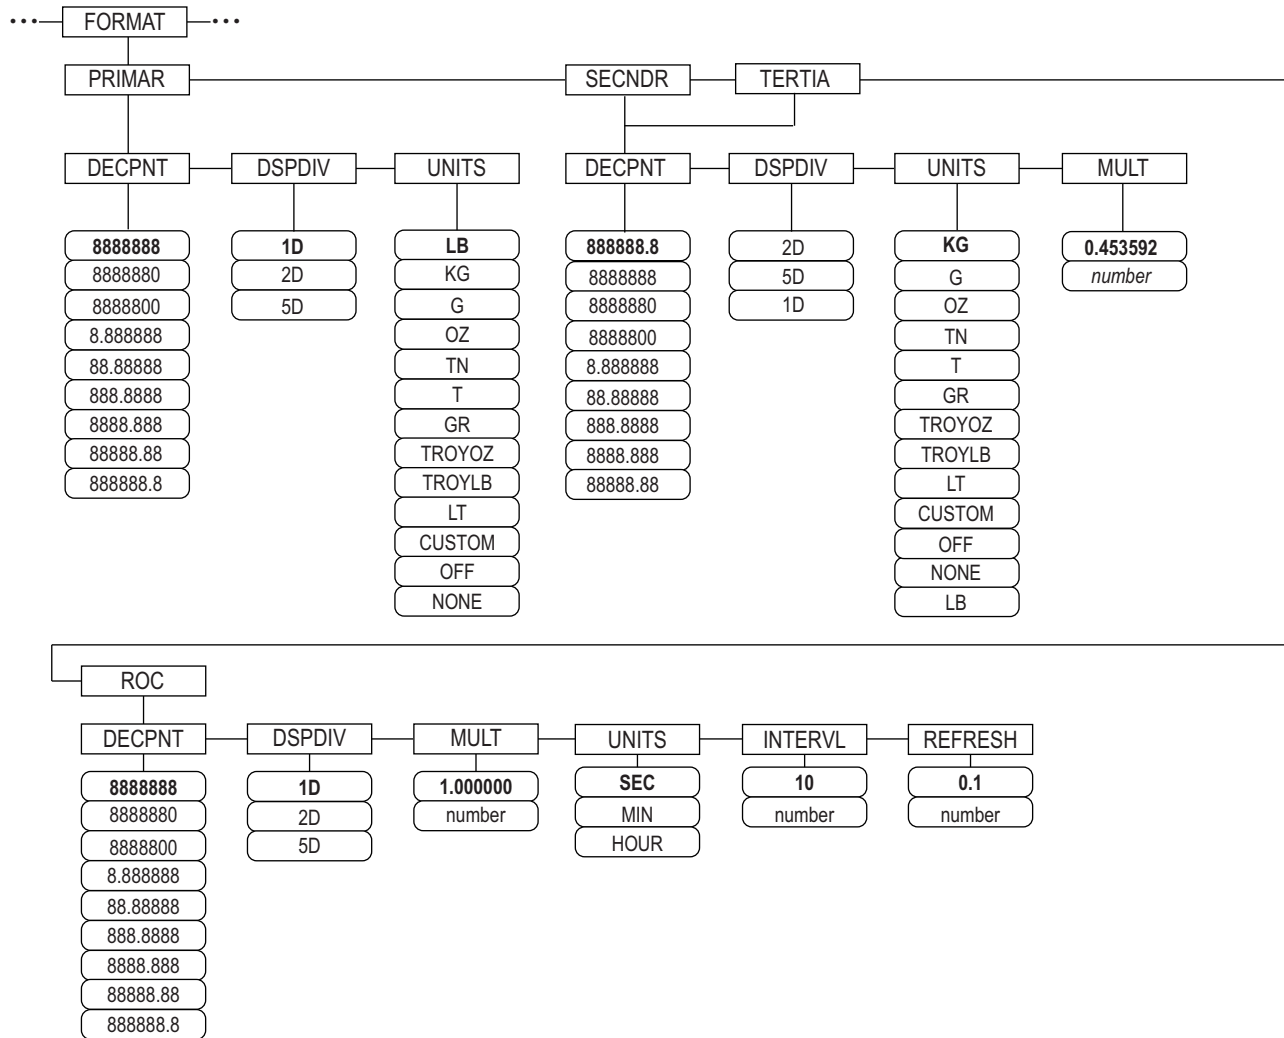 ••• FORMAT •••
PRIMAR SECNDR TERTIA
DECPNT DSPDIV UNITS DECPNT DSPDIV UNITS MULT
8888888 1D LB 888888.8 2D KG 0.453592
8888880 2D KG 8888888 5D G number
8888800 5D G 8888880 1D OZ
8.888888 OZ 8888800 TN
88.88888 TN 8.888888 T
888.8888 T 88.88888 GR
8888.888 GR 888.8888 TROYOZ
88888.88 TROYOZ 8888.888 TROYLB
888888.8 TROYLB 88888.88 LT
LT CUSTOM
CUSTOM OFF
OFF NONE
NONE LB
ROC
DECPNT DSPDIV MULT UNITS INTERVL REFRESH
8888888 1D 1.000000 SEC 10 0.1
8888880 2D number MIN number number
8888800 5D HOUR
8.888888
88.88888
888.8888
8888.888
88888.88
888888.8